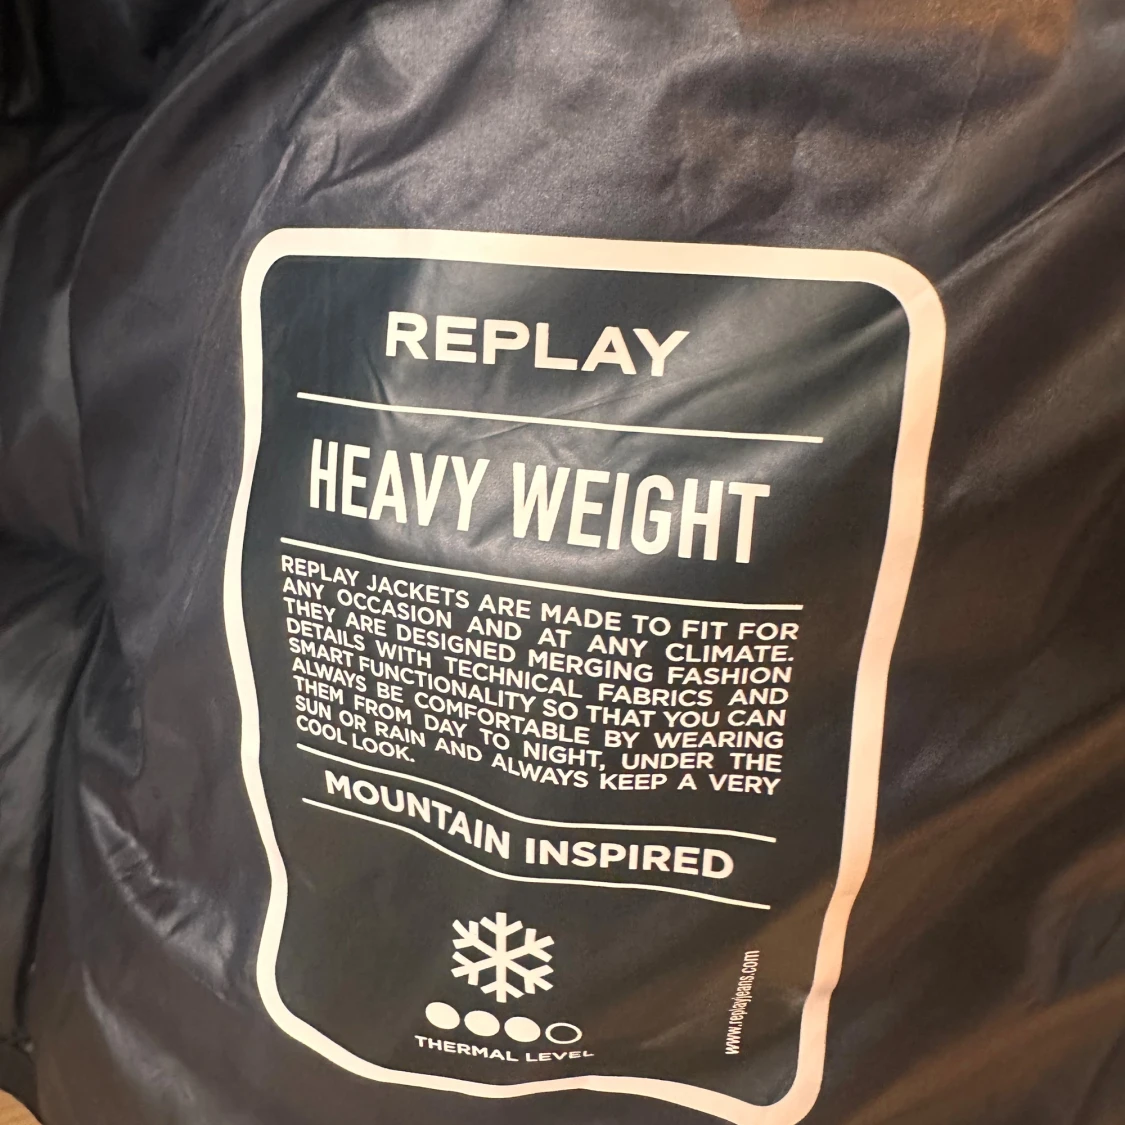 REPLAY
HEAVY WEIGHT
REPLAY JACKETS ARE MADE TO FIT FOR
ANY OCCASION AND AT ANY CLIMATE.
THEY ARE DESIGNED MERGING FASHION
DETAILS WITH TECHNICAL FABRICS AND
SMART FUNCTIONALITY SO THAT YOU CAN
ALWAYS BE COMFORTABLE BY WEARING
THEM FROM DAY TO NIGHT, UNDER THE
SUN OR RAIN AND ALWAYS KEEP A VERY
COOL LOOK.
MOUNTAIN INSPIRED
THERMAL LEVEL
www.replayjeans.com